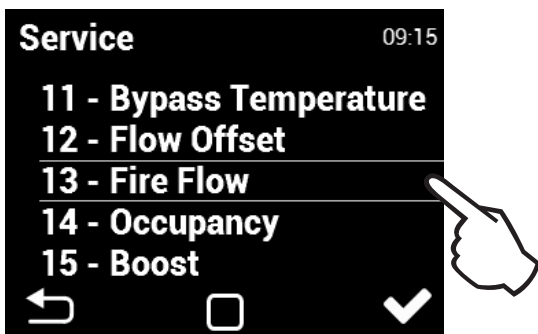 Service
09:15
11 - Bypass Temperature
12 - Flow Offset
13 - Fire Flow
14 - Occupancy
15 - Boost